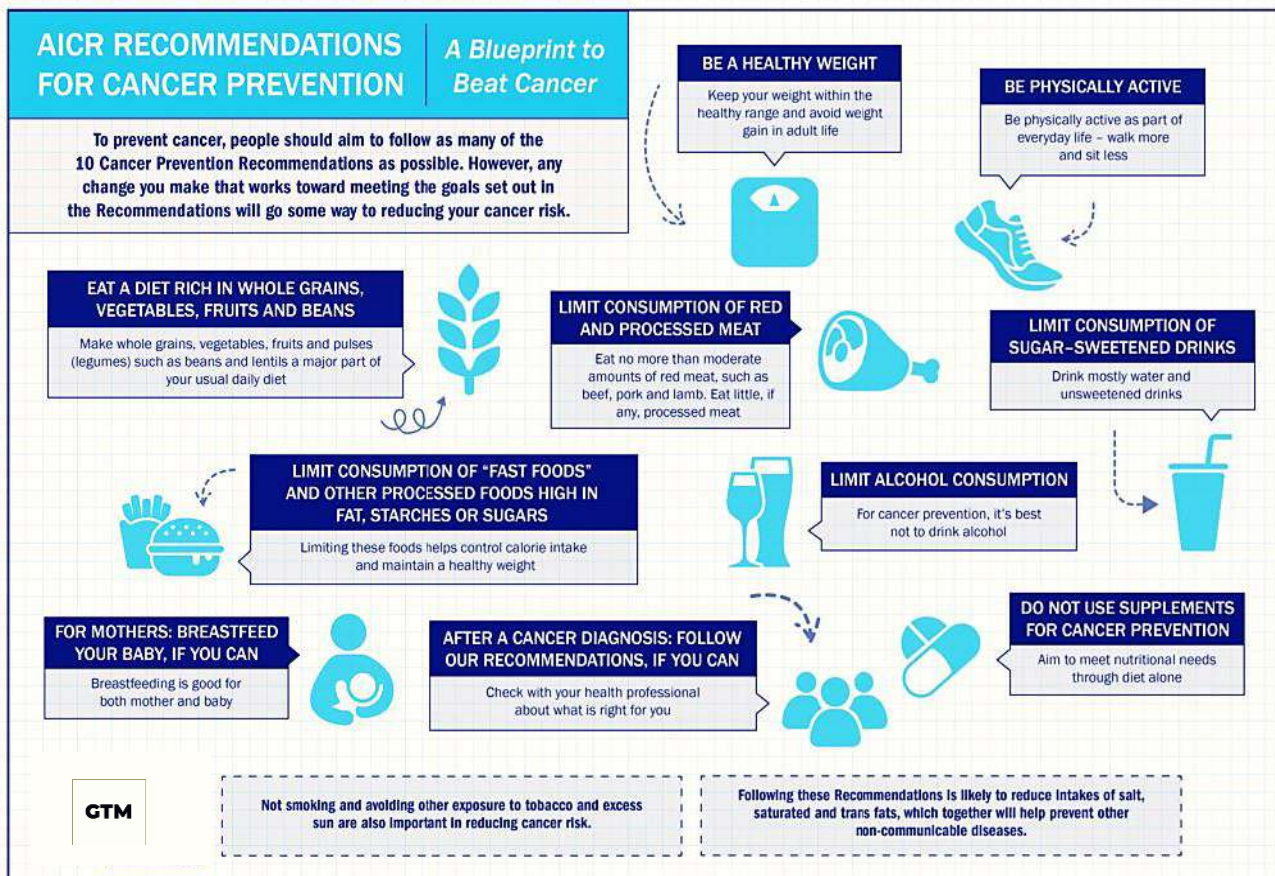 AICR RECOMMENDATIONS
FOR CANCER PREVENTION
A Blueprint to
Beat Cancer
To prevent cancer, people should aim to follow as many of the
10 Cancer Prevention Recommendations as possible. However, any
change you make that works toward meeting the goals set out in
the Recommendations will go some way to reducing your cancer risk.
BE A HEALTHY WEIGHT
Keep your weight within the
healthy range and avoid weight
gain in adult life
BE PHYSICALLY ACTIVE
Be physically active as part of
everyday life – walk more
and sit less
EAT A DIET RICH IN WHOLE GRAINS,
VEGETABLES, FRUITS AND BEANS
Make whole grains, vegetables, fruits and pulses
(legumes) such as beans and lentils a major part of
your usual daily diet
LIMIT CONSUMPTION OF RED
AND PROCESSED MEAT
Eat no more than moderate
amounts of red meat, such as
beef, pork and lamb. Eat little, if
any, processed meat
LIMIT CONSUMPTION OF
SUGAR–SWEETENED DRINKS
Drink mostly water and
unsweetened drinks
LIMIT CONSUMPTION OF “FAST FOODS”
AND OTHER PROCESSED FOODS HIGH IN
FAT, STARCHES OR SUGARS
Limiting these foods helps control calorie intake
and maintain a healthy weight
LIMIT ALCOHOL CONSUMPTION
For cancer prevention, it’s best
not to drink alcohol
FOR MOTHERS: BREASTFEED
YOUR BABY, IF YOU CAN
Breastfeeding is good for
both mother and baby
AFTER A CANCER DIAGNOSIS: FOLLOW
OUR RECOMMENDATIONS, IF YOU CAN
Check with your health professional
about what is right for you
DO NOT USE SUPPLEMENTS
FOR CANCER PREVENTION
Aim to meet nutritional needs
through diet alone
GTM
Not smoking and avoiding other exposure to tobacco and excess
sun are also important in reducing cancer risk.
Following these Recommendations is likely to reduce intakes of salt,
saturated and trans fats, which together will help prevent other
non-communicable diseases.